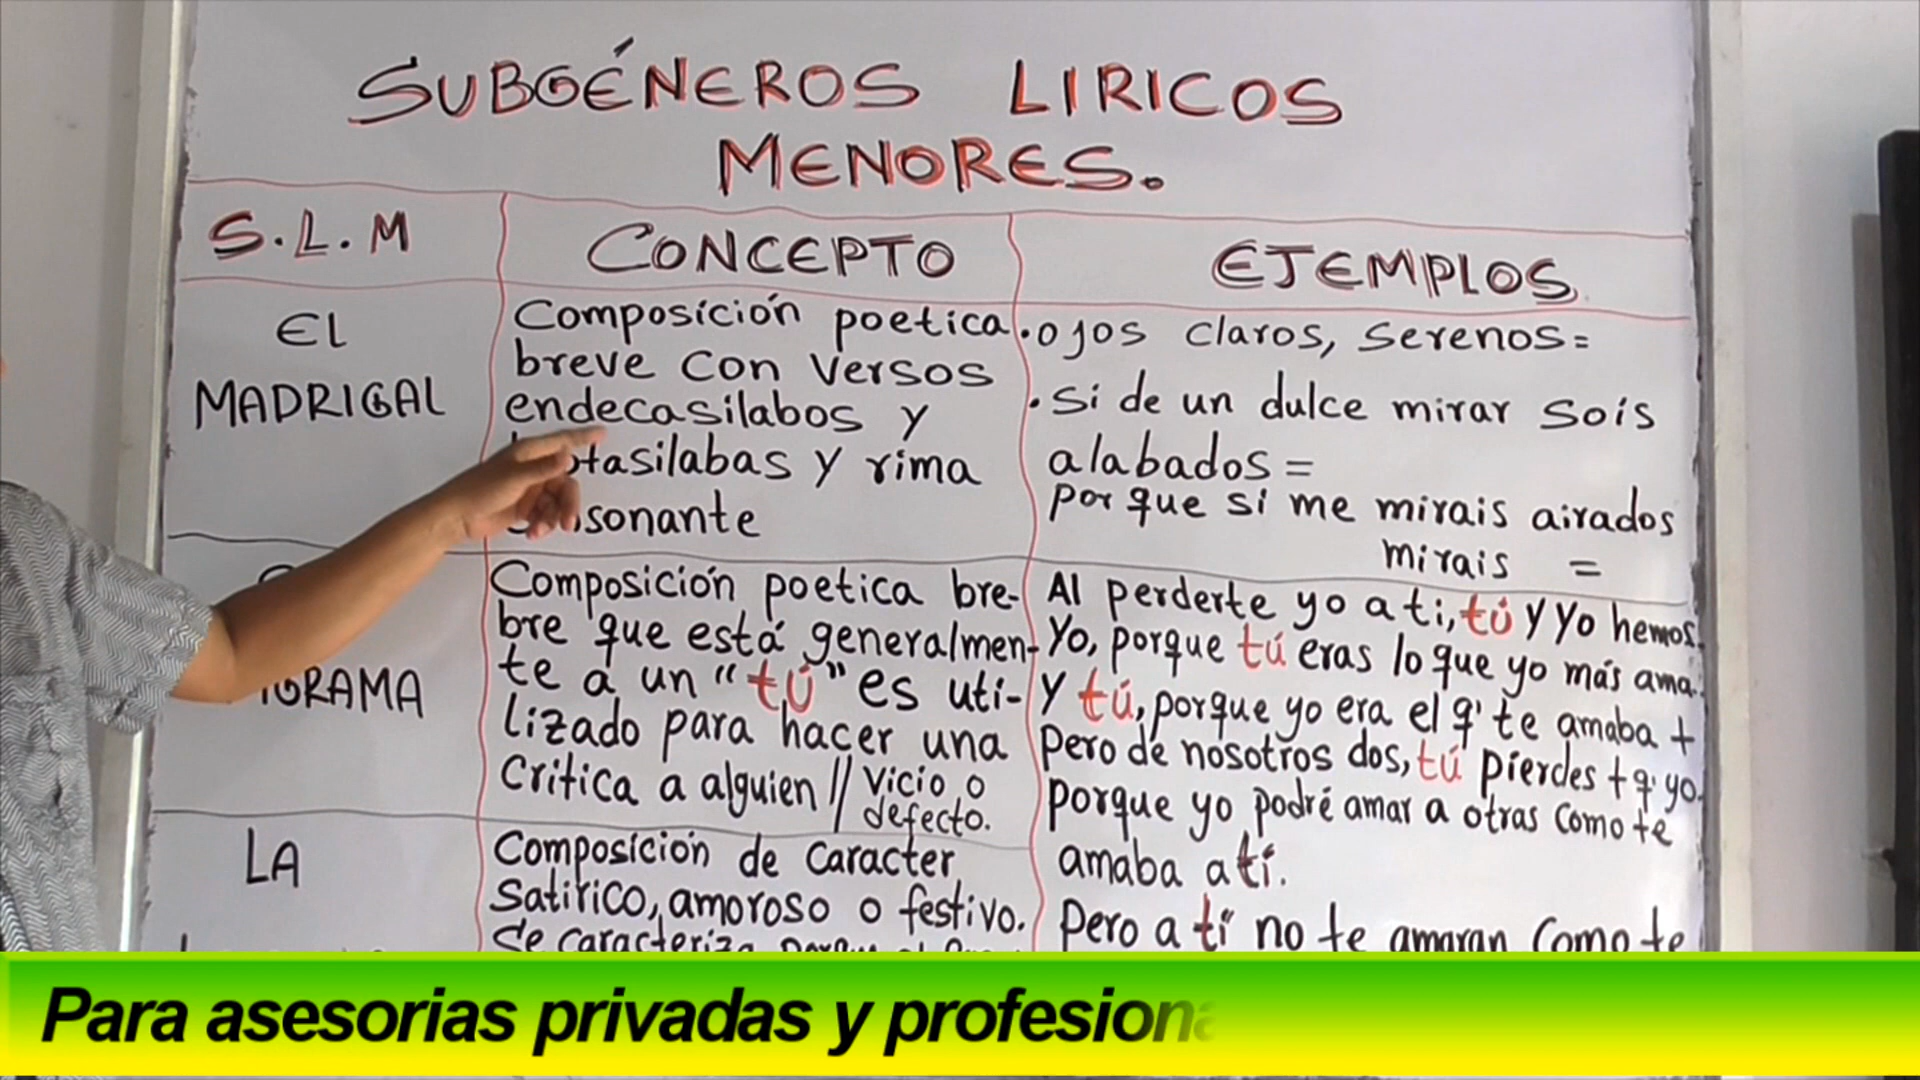 SUBGÉNEROS LIRICOS
MENORES.
S.L.M
CONCEPTO
EJEMPLOS
El
MADRIGAL
Composición poetica
breve con versos
endecasilabos y
y rima
.ojos claros, serenos=
.Si de un dulce mirar sois
alabados =
por que si me mirais airados
mirais =
Composición poetica bre-
bre que está generalmen-
te a un "tú" es uti-
lizado para hacer una
critica a alguien // vicio o
defecto.
Al perderte yo a ti, tú y yo hemos
Yo, porque tú eras lo que yo más ama
Y tú, porque yo era el q' te amaba +
Pero de nosotros dos, tú pierdes + q' yo.
porque yo podré amar a otras como te
amaba a tí.
Pero a tí no te amaran como te
LA
Composición de caracter
satirico, amoroso o festivo.
Se caracteriza
Para asesorias privadas y